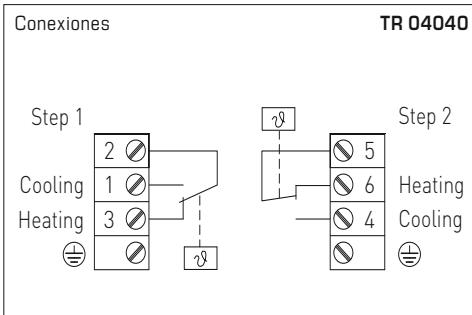 Conexiones TR 04040
Step 1 ϑ Step 2
2 5
Cooling 1 6 Heating
Heating 3 4 Cooling
ϑ